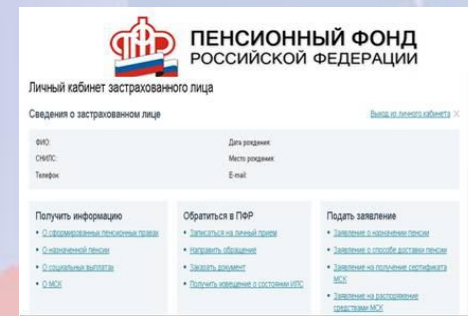 ПЕНСИОННЫЙ ФОНД
РОССИЙСКОЙ ФЕДЕРАЦИИ
Личный кабинет застрахованного лица
Сведения о застрахованном лице
Выход из личного кабинета ×
ФИО:
Дата рождения:
СНИЛС:
Место рождения:
Телефон:
E-mail:
Получить информацию
Обратиться в ПФР
Подать заявление
• О сформированных пенсионных правах
• Записаться на личный прием
• Заявление о назначении пенсии
• О назначенной пенсии
• Направить обращение
• Заявление о способе доставки пенсии
• О социальных выплатах
• Заказать документ
• Заявление на получение сертификата
МСК
• О МСК
• Получить извещение о состоянии ИЛС
• Заявление на распоряжение
средствами МСК